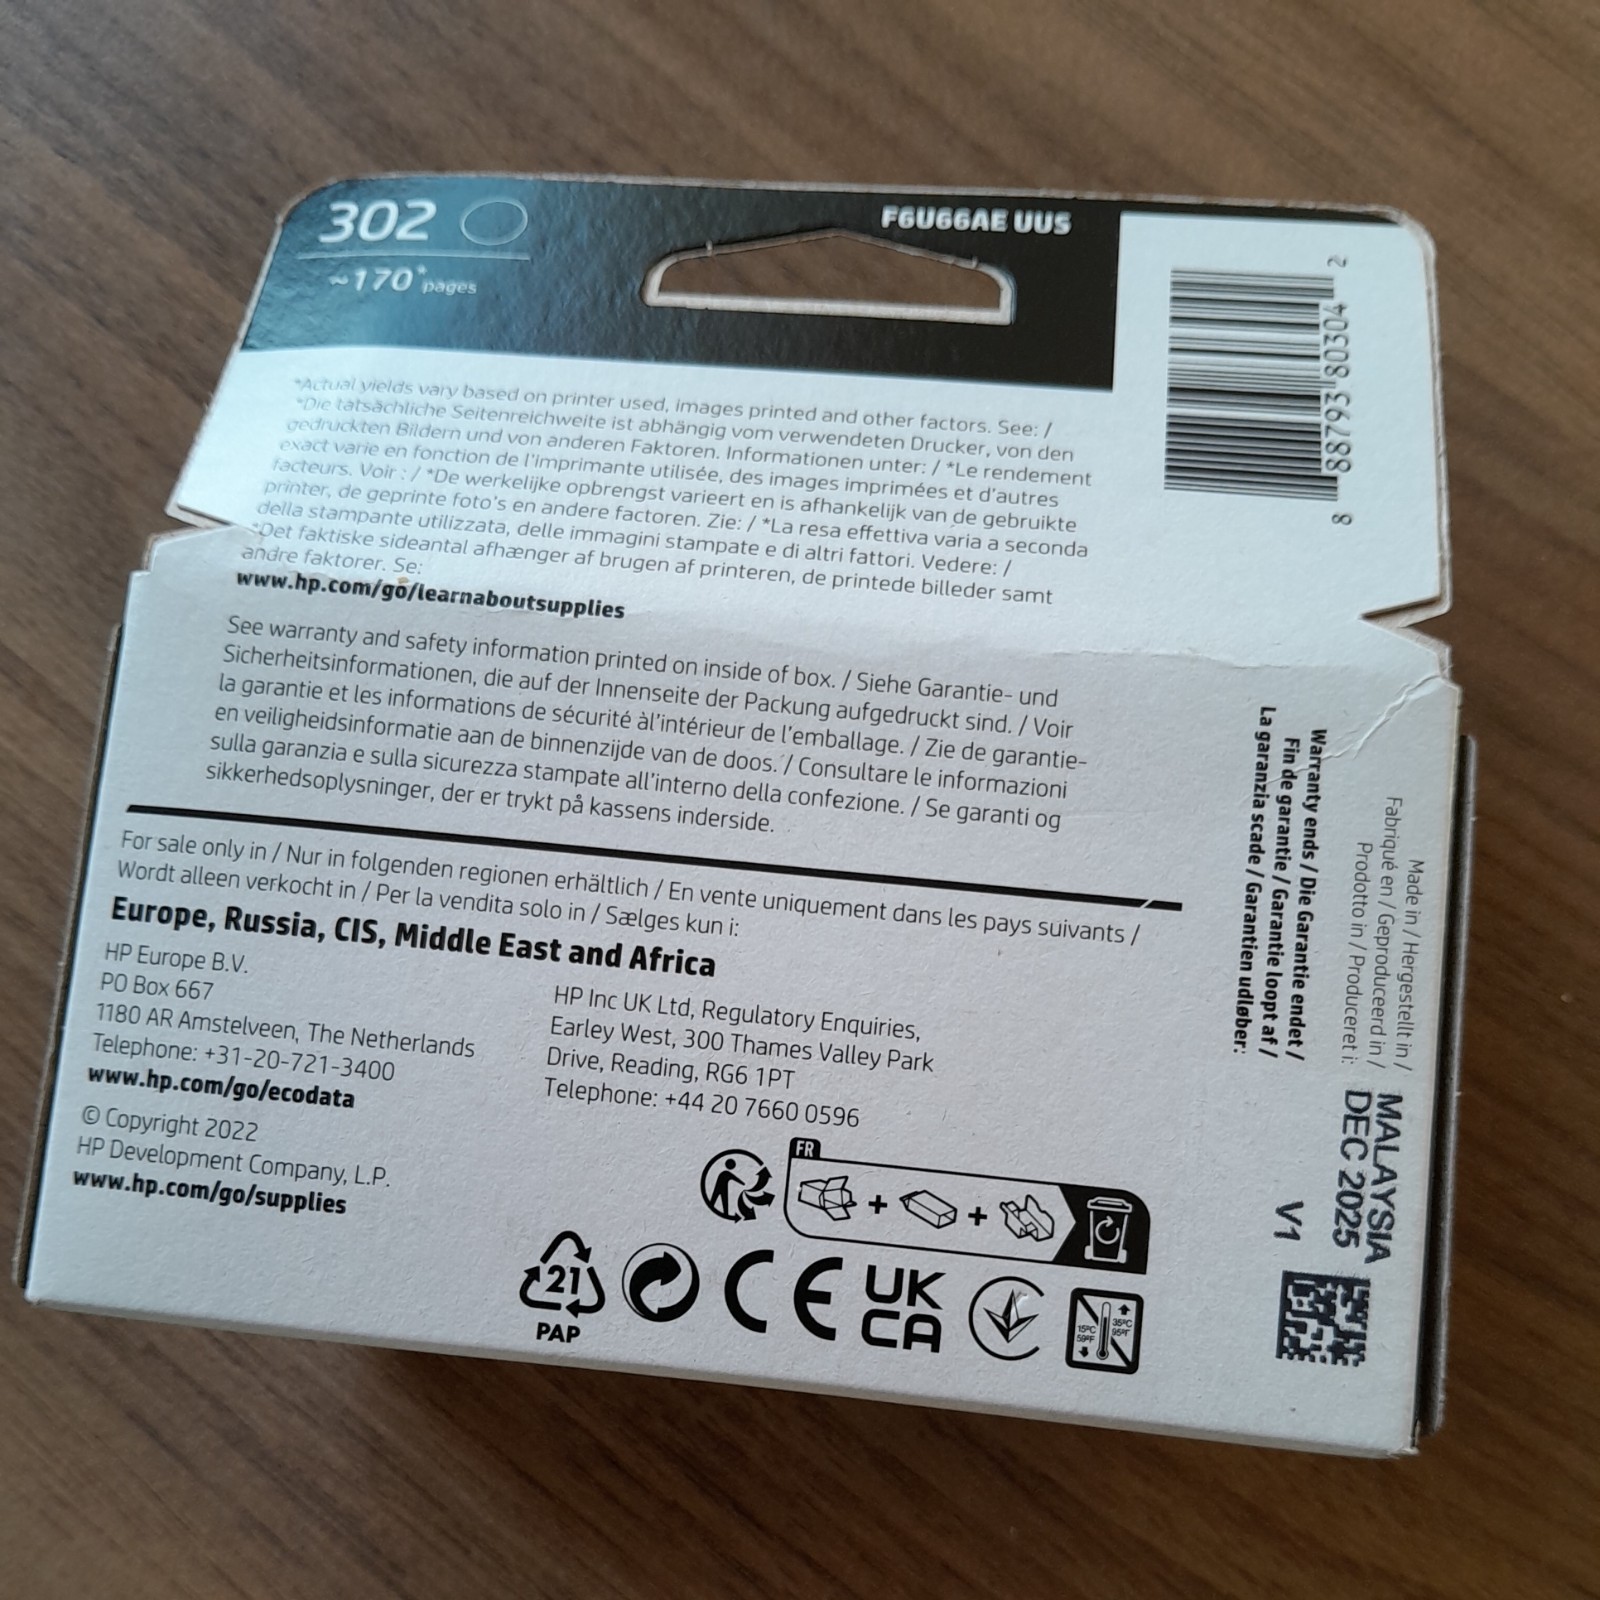 302
~170* pages
F6U66AE UUS
8 88793 80304 2
*Actual yields vary based on printer used, images printed and other factors. See: /
*Die tatsächliche Seitenreichweite ist abhängig vom verwendeten Drucker, von den
gedruckten Bildern und von anderen Faktoren. Informationen unter: / *Le rendement
exact varie en fonction de l'imprimante utilisée, des images imprimées et d'autres
facteurs. Voir : / *De werkelijke opbrengst varieert en is afhankelijk van de gebruikte
printer, de geprinte foto's en andere factoren. Zie: / *La resa effettiva varia a seconda
della stampante utilizzata, delle immagini stampate e di altri fattori. Vedere: /
*Det faktiske sideantal afhænger af brugen af printeren, de printede billeder samt
andre faktorer. Se:
www.hp.com/go/learnaboutsupplies
See warranty and safety information printed on inside of box. / Siehe Garantie- und
Sicherheitsinformationen, die auf der Innenseite der Packung aufgedruckt sind. / Voir
la garantie et les informations de sécurité àl'intérieur de l'emballage. / Zie de garantie-
en veiligheidsinformatie aan de binnenzijde van de doos. / Consultare le informazioni
sulla garanzia e sulla sicurezza stampate all'interno della confezione. / Se garanti og
sikkerhedsoplysninger, der er trykt på kassens inderside.
For sale only in / Nur in folgenden regionen erhältlich / En vente uniquement dans les pays suivants /
Wordt alleen verkocht in / Per la vendita solo in / Sælges kun i:
Europe, Russia, CIS, Middle East and Africa
HP Europe B.V.
PO Box 667
1180 AR Amstelveen, The Netherlands
Telephone: +31-20-721-3400
www.hp.com/go/ecodata
© Copyright 2022
HP Development Company, L.P.
www.hp.com/go/supplies
HP Inc UK Ltd, Regulatory Enquiries,
Earley West, 300 Thames Valley Park
Drive, Reading, RG6 1PT
Telephone: +44 20 7660 0596
FR
21
PAP
CE
UK
CA
15ºC
59ºF
35ºC
95ºF
Made in / Hergestellt in /
Fabriqué en / Geproduceerd in /
Prodotto in / Produceret i:
MALAYSIA
DEC 2025
Warranty ends / Die Garantie endet /
Fin de garantie / Garantie loopt af /
La garanzia scade / Garantien udløber:
V1